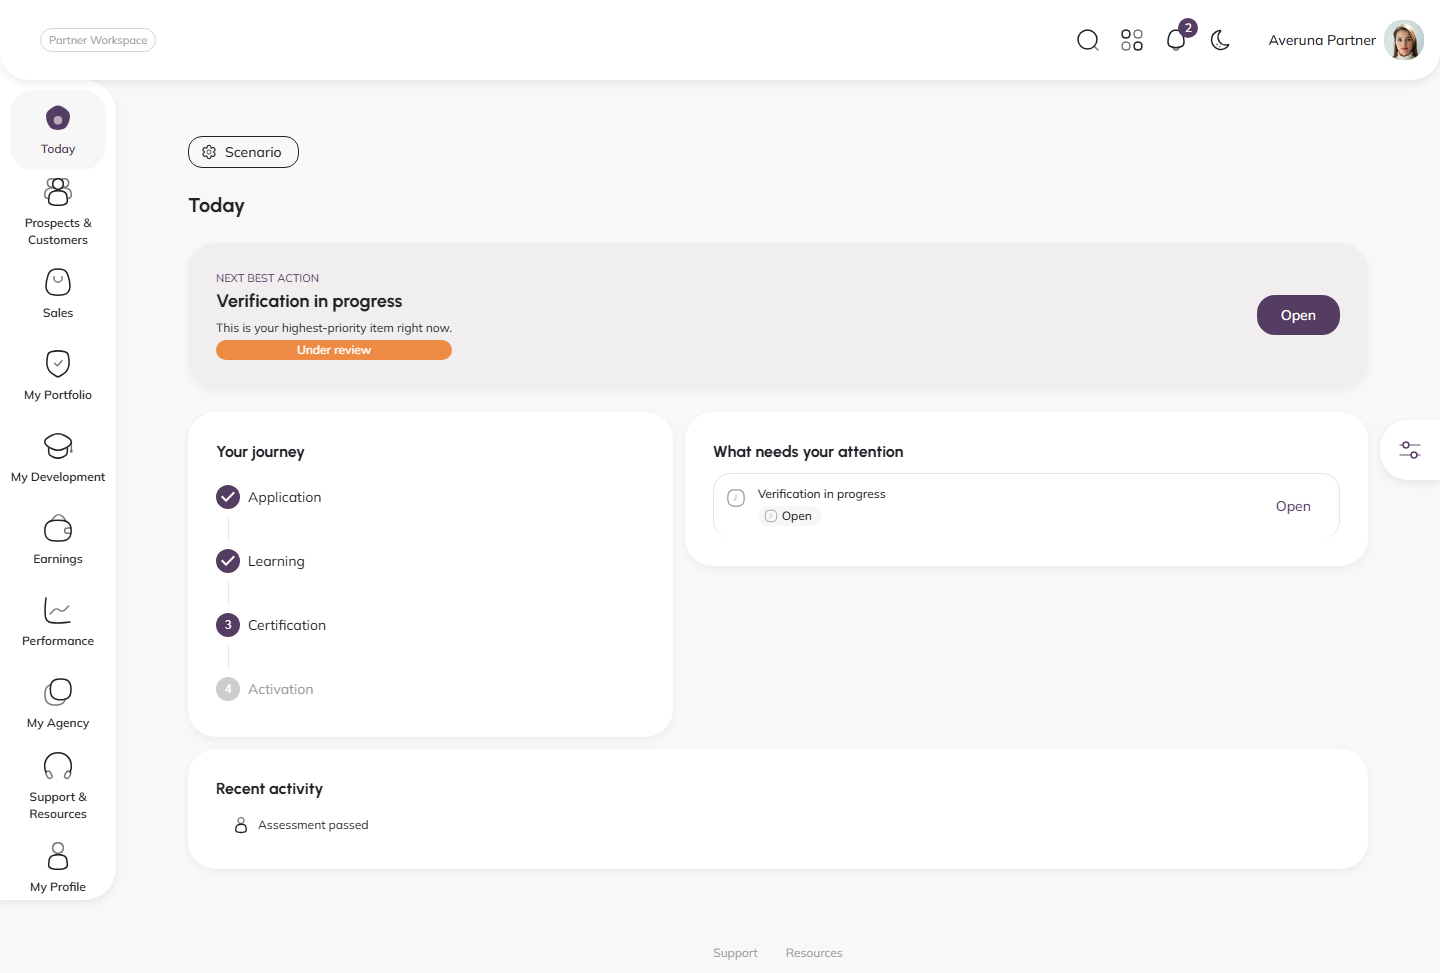 Partner Workspace
2
Averuna Partner
Today
Prospects &
Customers
Sales
My Portfolio
My Development
Earnings
Performance
My Agency
Support &
Resources
My Profile
Scenario
Today
NEXT BEST ACTION
Verification in progress
This is your highest-priority item right now.
Under review
Open
Your journey
Application
Learning
3 Certification
4 Activation
What needs your attention
Verification in progress
Open
Open
Recent activity
Assessment passed
Support Resources